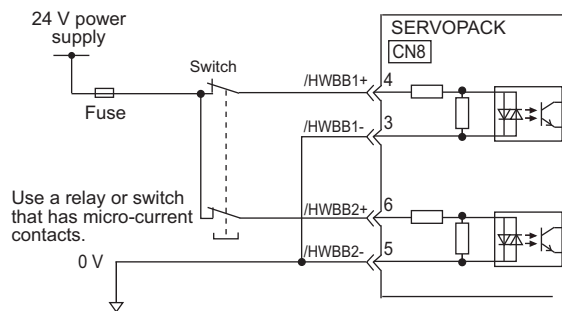 24 V power
supply
SERVOPACK
CN8
Switch
Fuse
/HWBB1+
4
/HWBB1-
3
Use a relay or switch
that has micro-current
contacts.
/HWBB2+
6
/HWBB2-
5
0 V